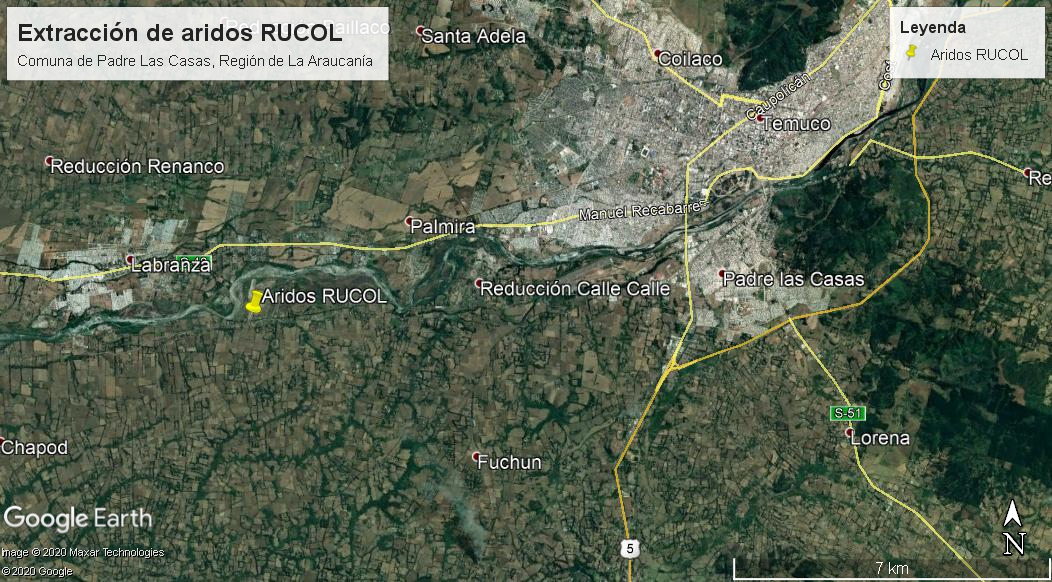 Extracción de aridos RUCOL
Comuna de Padre Las Casas, Región de La Araucanía
Leyenda
Aridos RUCOL
Santa Adela
Coilaco
Caupolicán
Temuco
Reducción Renanco
Re
Palmira
Manuel Recabarre
Labranza
Aridos RUCOL
Reducción Calle Calle
Padre las Casas
S-51
Lorena
Chapod
Fuchun
Google Earth
Image © 2020 Maxar Technologies
© 2020 Google
5
N
7 km